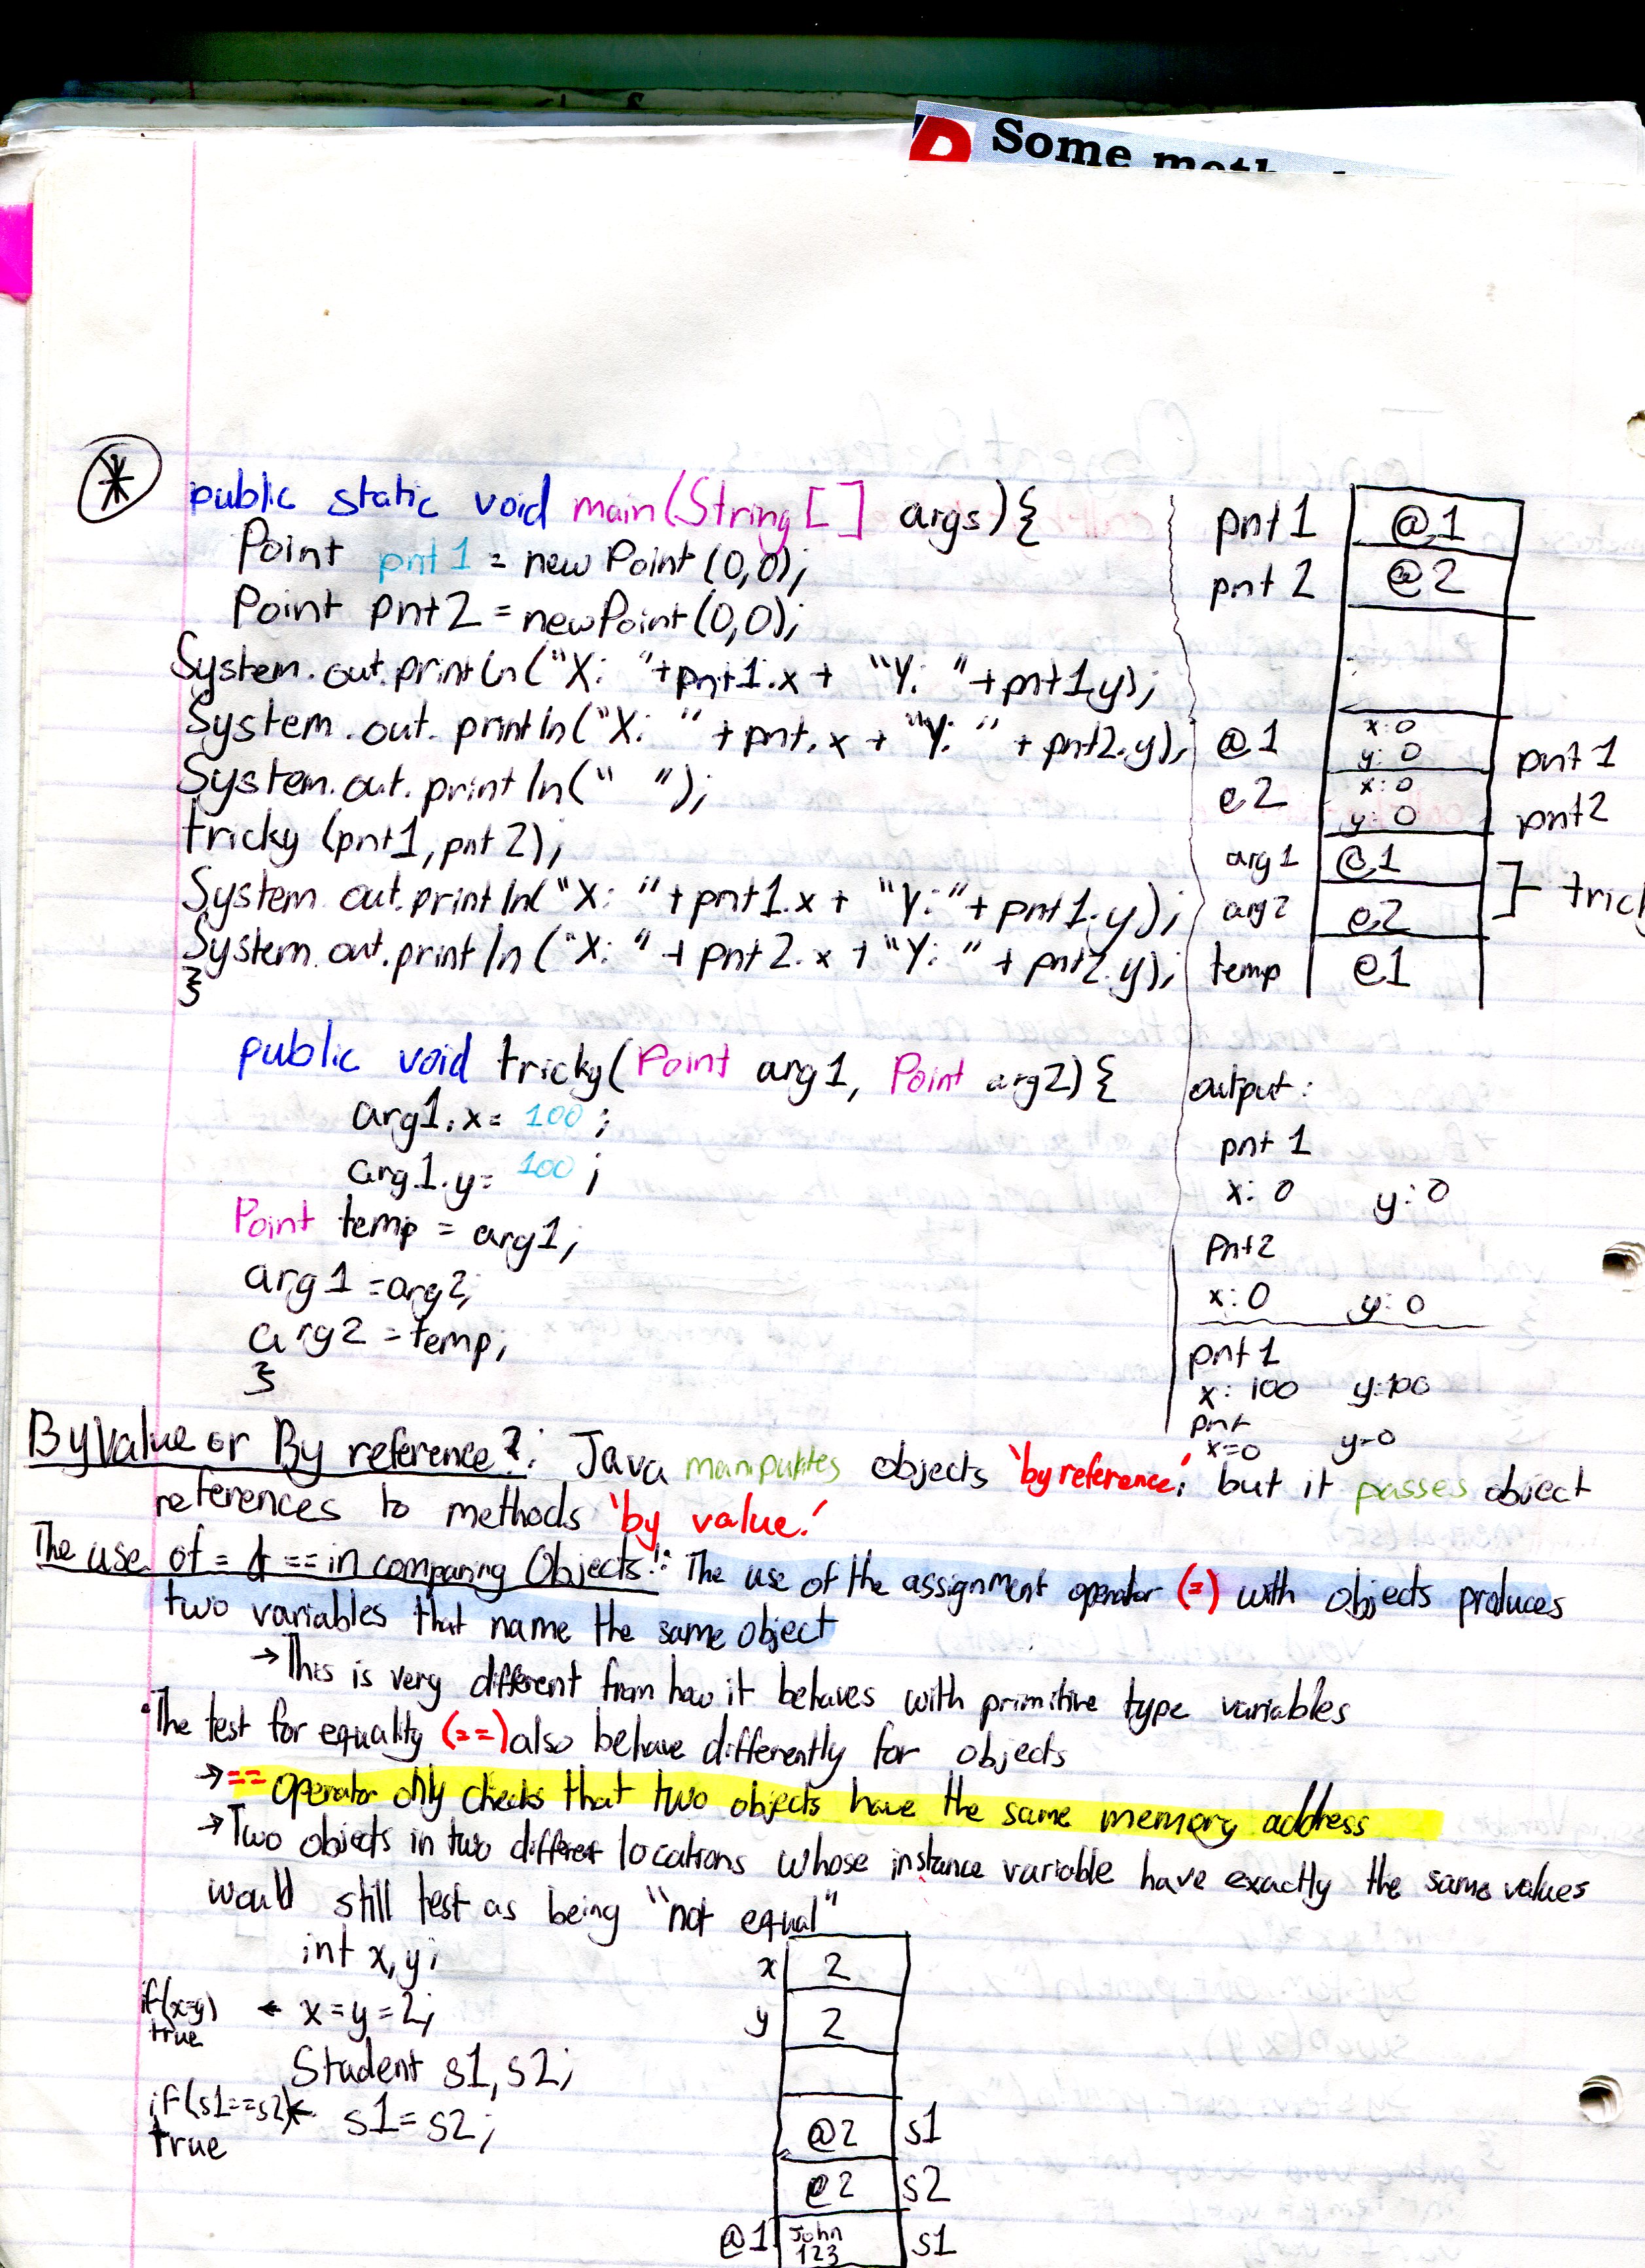 Some
public static void main(String[] args){
Point pnt1 = new Point (0,0);
Point pnt2 = new Point (0,0);
System.out.println("X: "+pnt1.x + "Y: "+pnt1.y);
System.out.println("X: "+pnt.x + "Y: " + pnt2.y);
System.out.println(" ");
tricky (pnt1, pnt2);
System.out.println("X: "+pnt1.x + "Y:"+pnt1.y);
System.out.println("X: "+pnt2.x + "Y: " + pnt2.y);
}
pnt1 @1
pnt2 @2
@1 x:0
y:0 pnt1
@2 x:0
y:0 pnt2
arg1 @1
arg2 @2
temp @1
public void tricky(Point arg1, Point arg2){
arg1.x= 100;
arg1.y= 100;
Point temp = arg1;
arg1 =arg2;
arg2 =temp;
}
output:
pnt1
x: 0 y: 0
Pnt2
x: 0 y: 0
pnt1
x: 100 y:100
pnt
x=0 y=0
By Value or By reference?: Java manipulates objects 'by reference', but it passes object
references to methods 'by value.'
The use of = & == in comparing Objects!: The use of the assignment operator (=) with objects produces
two variables that name the same object
→This is very different from how it behaves with primitive type variables
•The test for equality (==) also behave differently for objects
→== operator only checks that two objects have the same memory address
→Two objects in two different locations whose instance variable have exactly the same values
would still test as being "not equal"
int x,y;
if(x=y) ← x=y=2;
true
Student s1, s2;
if(s1==s2)← s1=s2;
true
x 2
y 2
@2 s1
@2 s2
@1 John s1
123